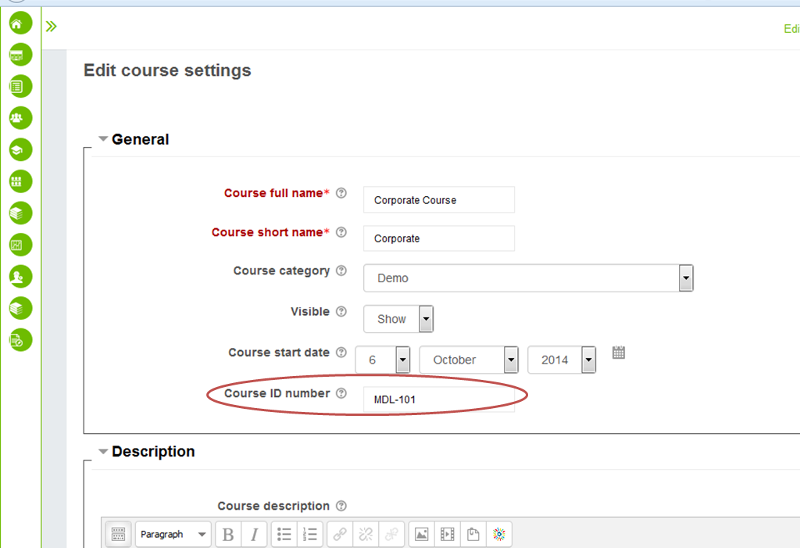 Edi
Edit course settings
General
Course full name* Corporate Course
Course short name* Corporate
Course category Demo
Visible Show
Course start date 6 October 2014
Course ID number MDL-101
Description
Course description
Paragraph B I